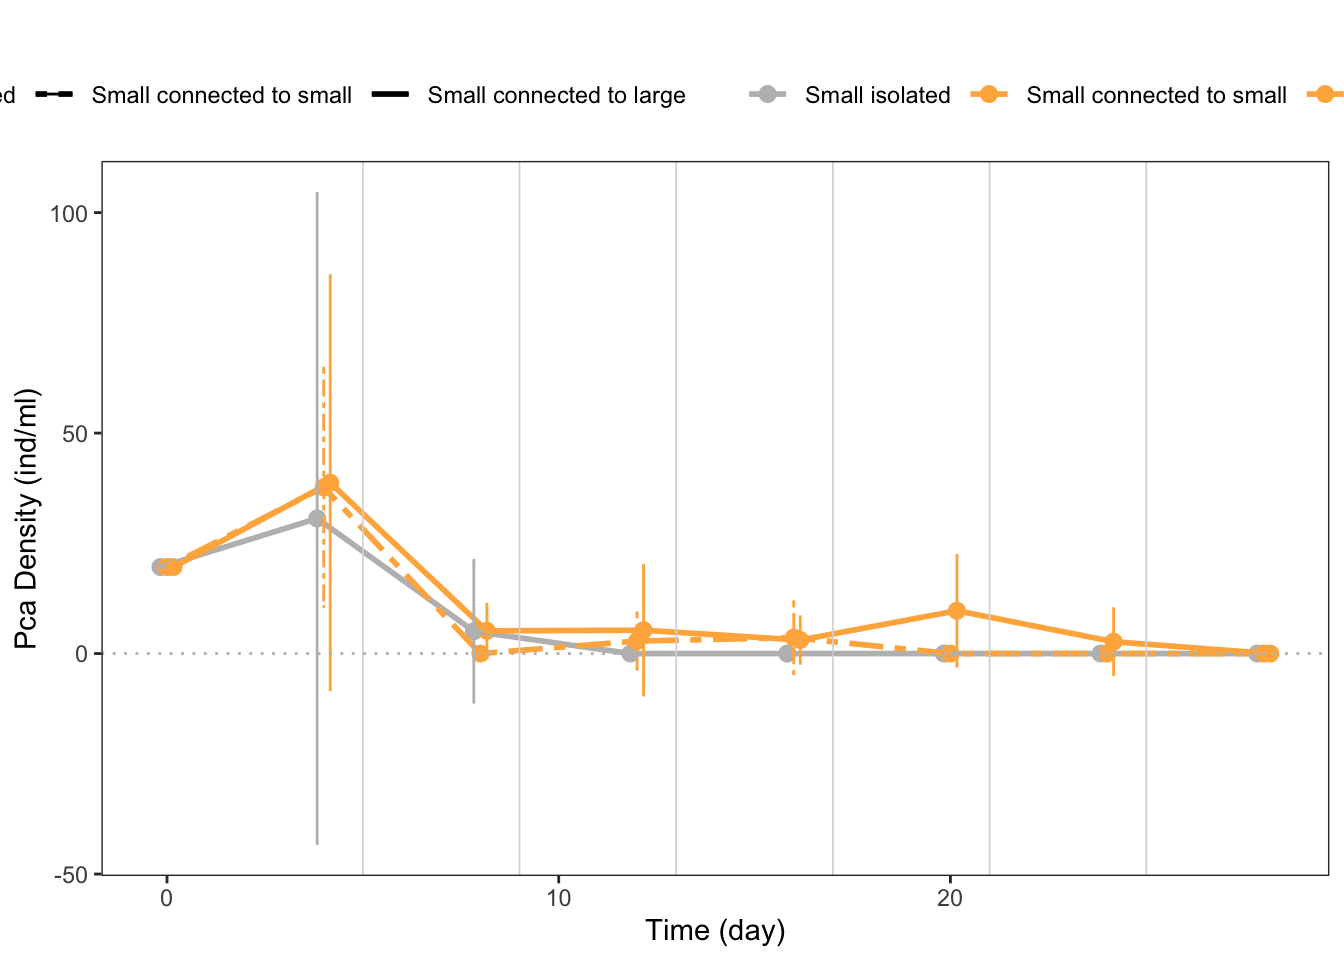 ed Small connected to small Small connected to large Small isolated Small connected to small
100
50
0
-50
Pca Density (ind/ml)
0 10 20
Time (day)